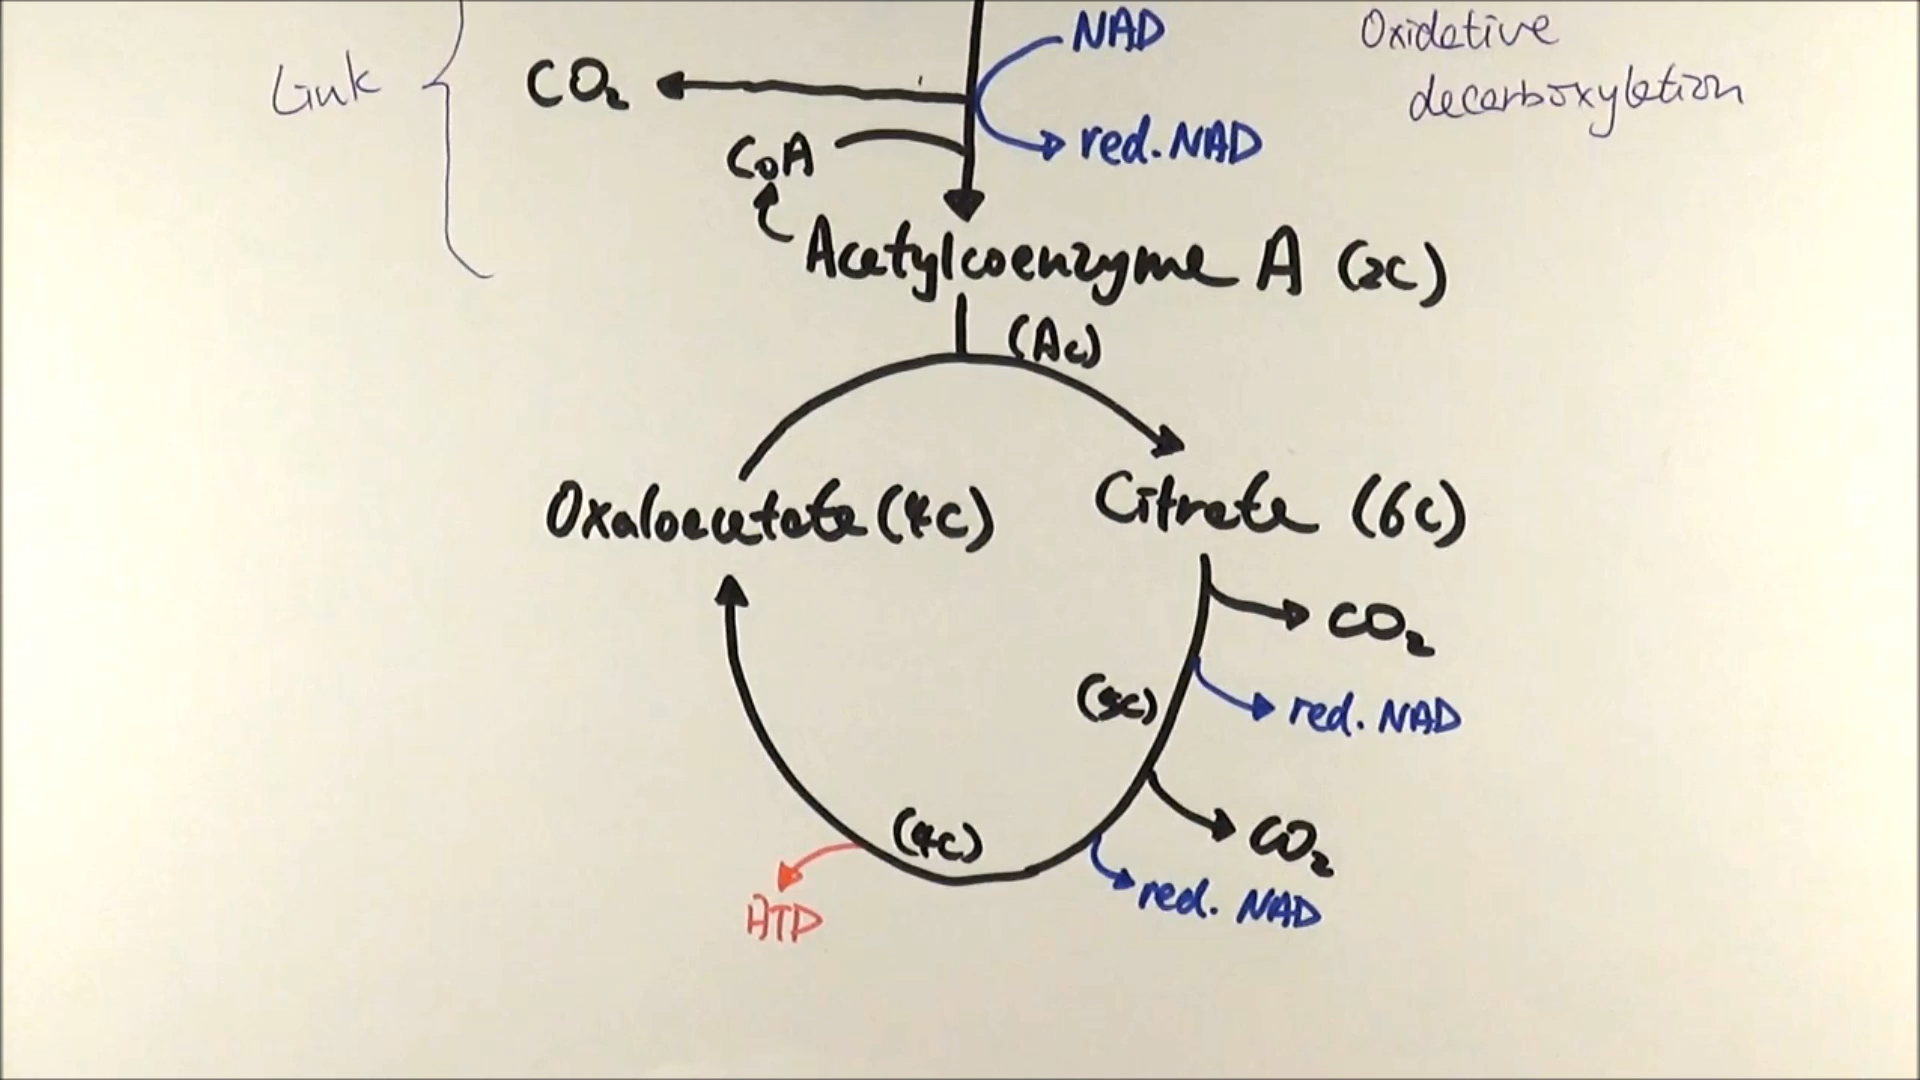 NAD
Oxidative
decarboxylation
Link
CO₂
red.NAD
CoA
Acetylcoenzyme A (2C)
(Ac)
Oxaloacetate (4C)
Citrate (6C)
CO₂
(5C)
red. NAD
(4C)
CO₂
red. NAD
ATP